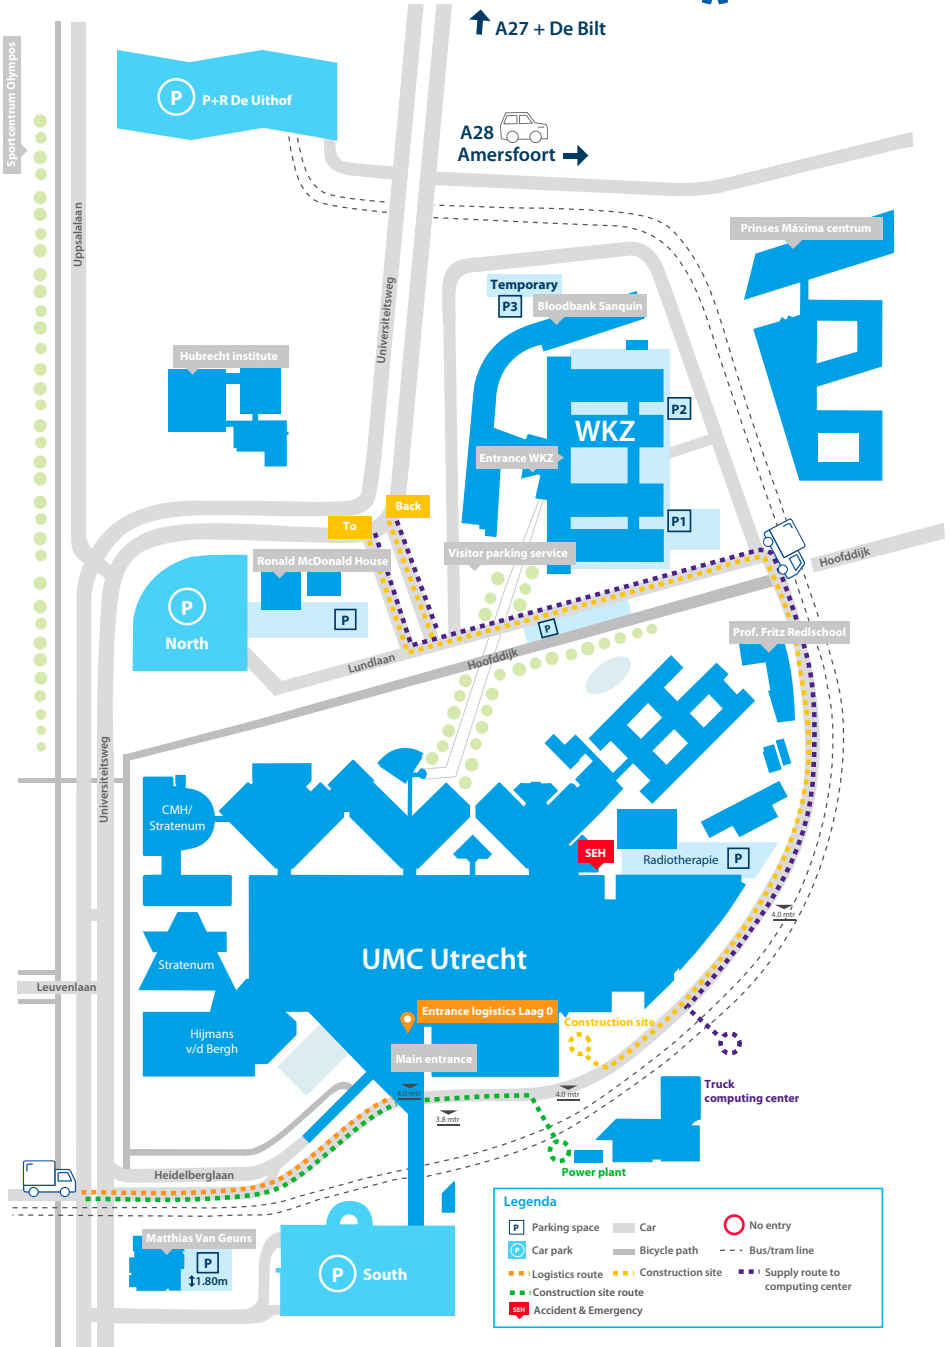 A27 + De Bilt
Sportcentrum Olympos
P
P+R De Uithof
A28
Amersfoort
Uppsalalaan
Prinses Máxima centrum
Universiteitsweg
Temporary
P3
Bloodbank Sanquin
Hubrecht institute
P2
WKZ
Entrance WKZ
Back
To
P1
Visitor parking service
Hoofddijk
Ronald McDonald House
P
North
P
P
Prof. Fritz Redlschool
Lundlaan
Hoofddijk
Universiteitsweg
CMH/
Stratenum
SEH
Radiotherapie
P
4.0 mtr
UMC Utrecht
Stratenum
Leuvenlaan
Entrance logistics Laag 0
Construction site
Hijmans
v/d Bergh
Main entrance
Truck
computing center
4.0 mtr
4.0 mtr
3.8 mtr
Heidelberglaan
Power plant
Matthias Van Geuns
P
1.80m
P
South
Legenda
P
Parking space
Car
No entry
P
Car park
Bicycle path
Bus/tram line
Logistics route
Construction site
Supply route to
computing center
Construction site route
SEH
Accident & Emergency